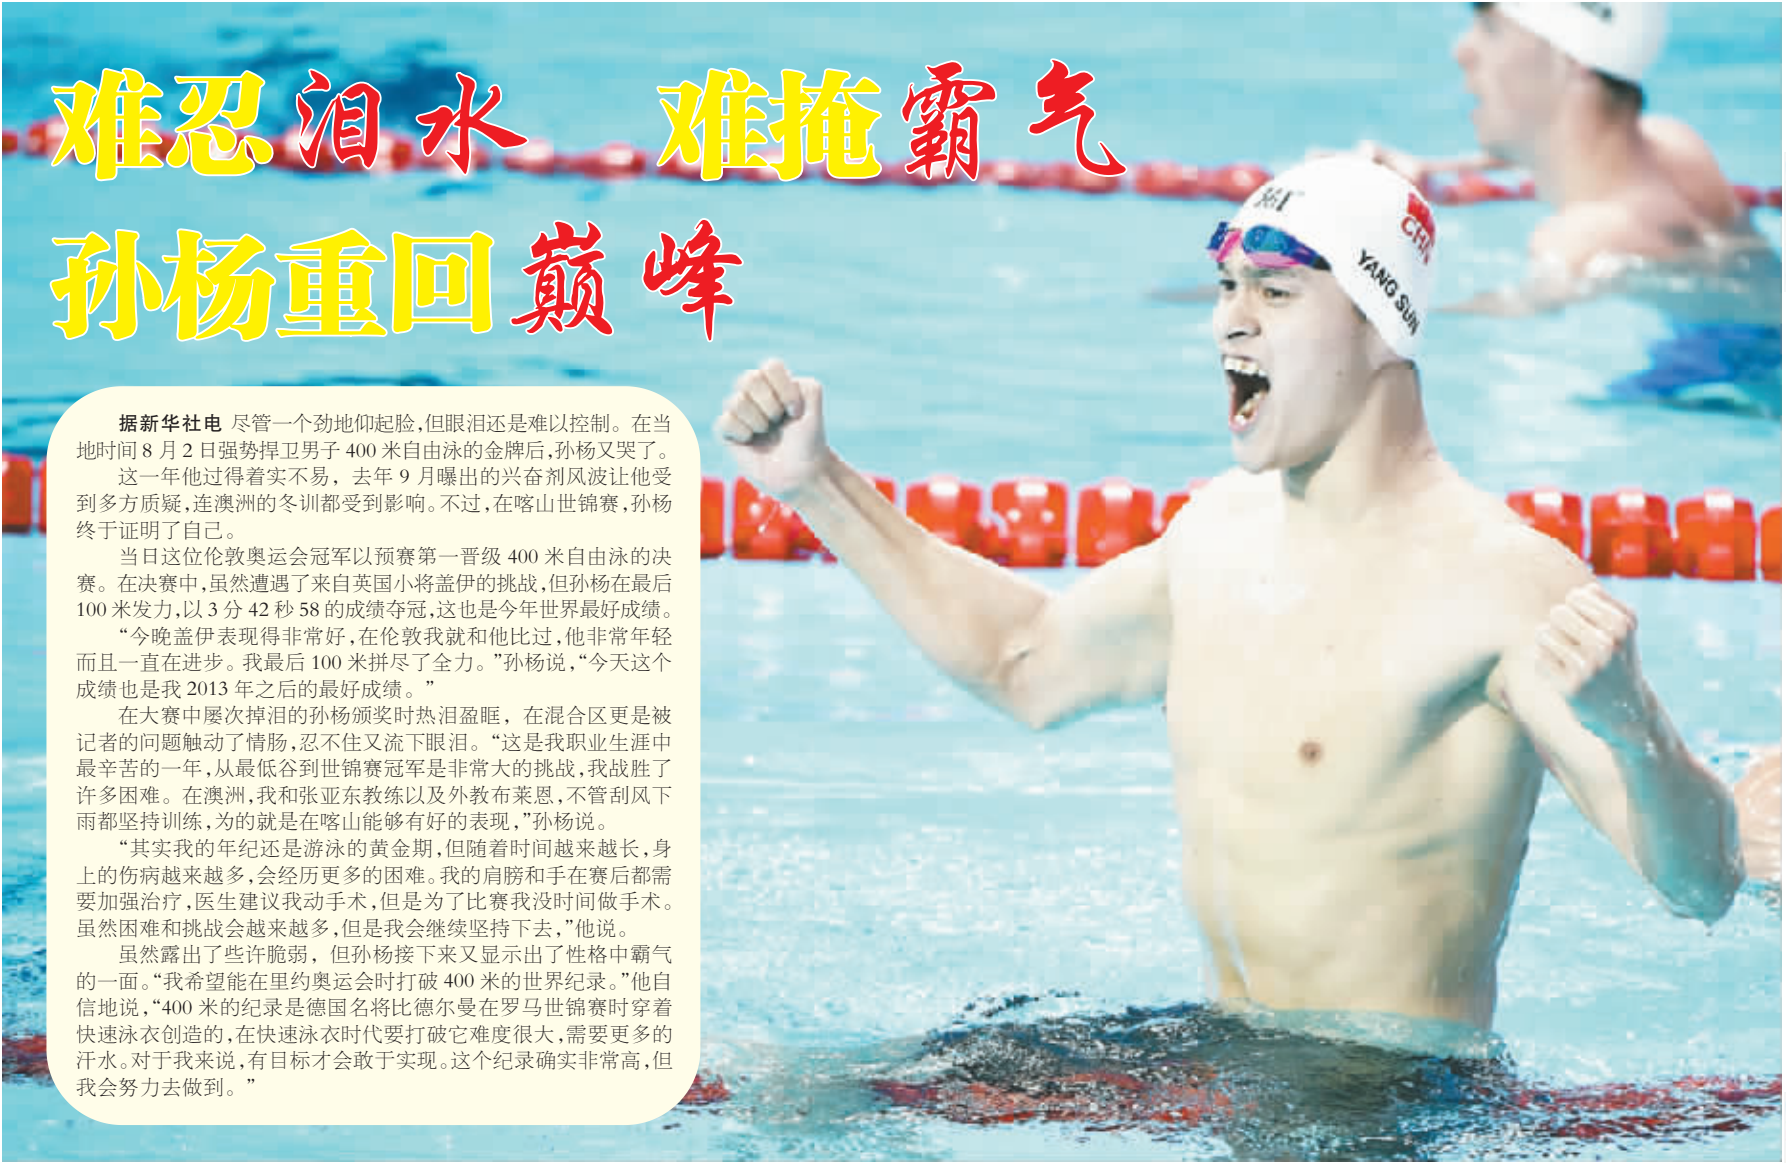 难忍泪水 难掩霸气
孙杨重回巅峰
CHN
YANG SUN
据新华社电 尽管一个劲地仰起脸,但眼泪还是难以控制。在当
地时间8月2日强势捍卫男子400米自由泳的金牌后,孙杨又哭了。
这一年他过得着实不易，去年9月曝出的兴奋剂风波让他受
到多方质疑,连澳洲的冬训都受到影响。不过,在喀山世锦赛,孙杨
终于证明了自己。
当日这位伦敦奥运会冠军以预赛第一晋级400米自由泳的决
赛。在决赛中,虽然遭遇了来自英国小将盖伊的挑战,但孙杨在最后
100米发力,以3分42秒58的成绩夺冠,这也是今年世界最好成绩。
“今晚盖伊表现得非常好,在伦敦我就和他比过,他非常年轻
而且一直在进步。我最后100米拼尽了全力。”孙杨说,“今天这个
成绩也是我2013年之后的最好成绩。”
在大赛中屡次掉泪的孙杨颁奖时热泪盈眶，在混合区更是被
记者的问题触动了情肠,忍不住又流下眼泪。“这是我职业生涯中
最辛苦的一年,从最低谷到世锦赛冠军是非常大的挑战,我战胜了
许多困难。在澳洲,我和张亚东教练以及外教布莱恩,不管刮风下
雨都坚持训练,为的就是在喀山能够有好的表现,”孙杨说。
“其实我的年纪还是游泳的黄金期,但随着时间越来越长,身
上的伤病越来越多,会经历更多的困难。我的肩膀和手在赛后都需
要加强治疗,医生建议我动手术,但是为了比赛我没时间做手术。
虽然困难和挑战会越来越多,但是我会继续坚持下去,”他说。
虽然露出了些许脆弱，但孙杨接下来又显示出了性格中霸气
的一面。“我希望能在里约奥运会时打破400米的世界纪录。”他自
信地说,“400米的纪录是德国名将比德尔曼在罗马世锦赛时穿着
快速泳衣创造的,在快速泳衣时代要打破它难度很大,需要更多的
汗水。对于我来说,有目标才会敢于实现。这个纪录确实非常高,但
我会努力去做到。”